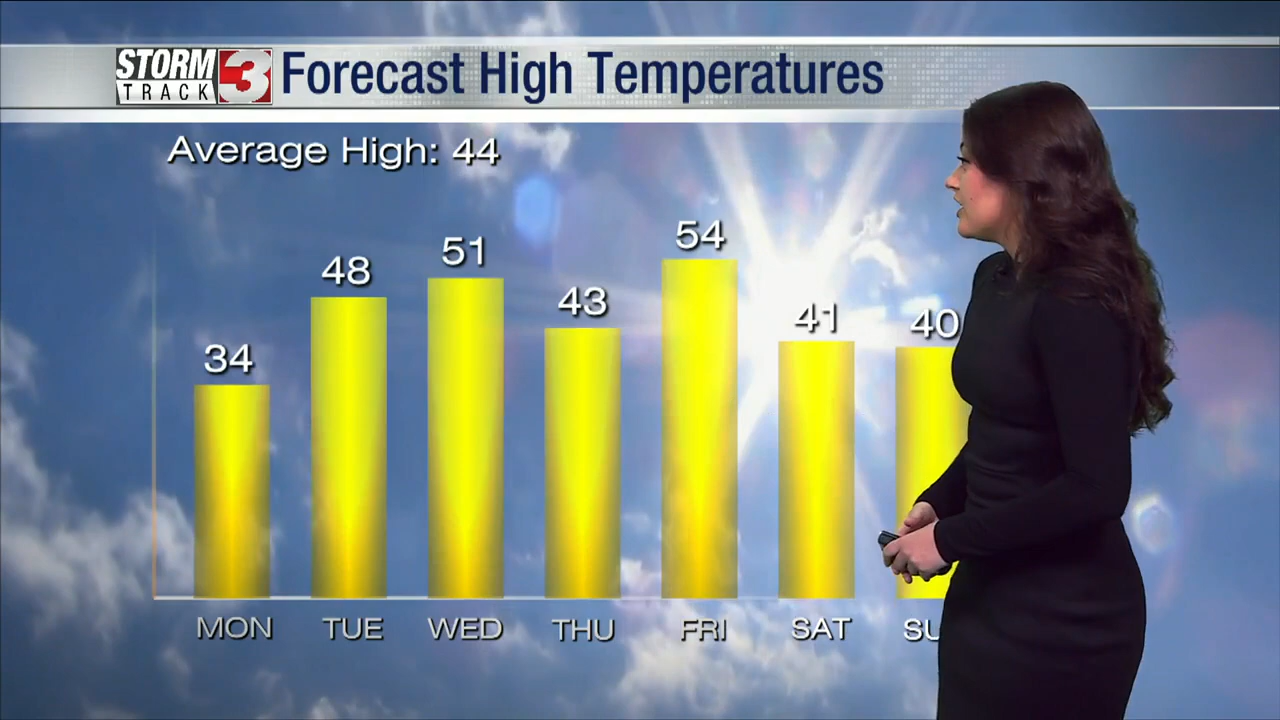 STORM
TRACK
3
Forecast High Temperatures
Average High: 44
34
48
51
43
54
41
40
MON
TUE
WED
THU
FRI
SAT
SU